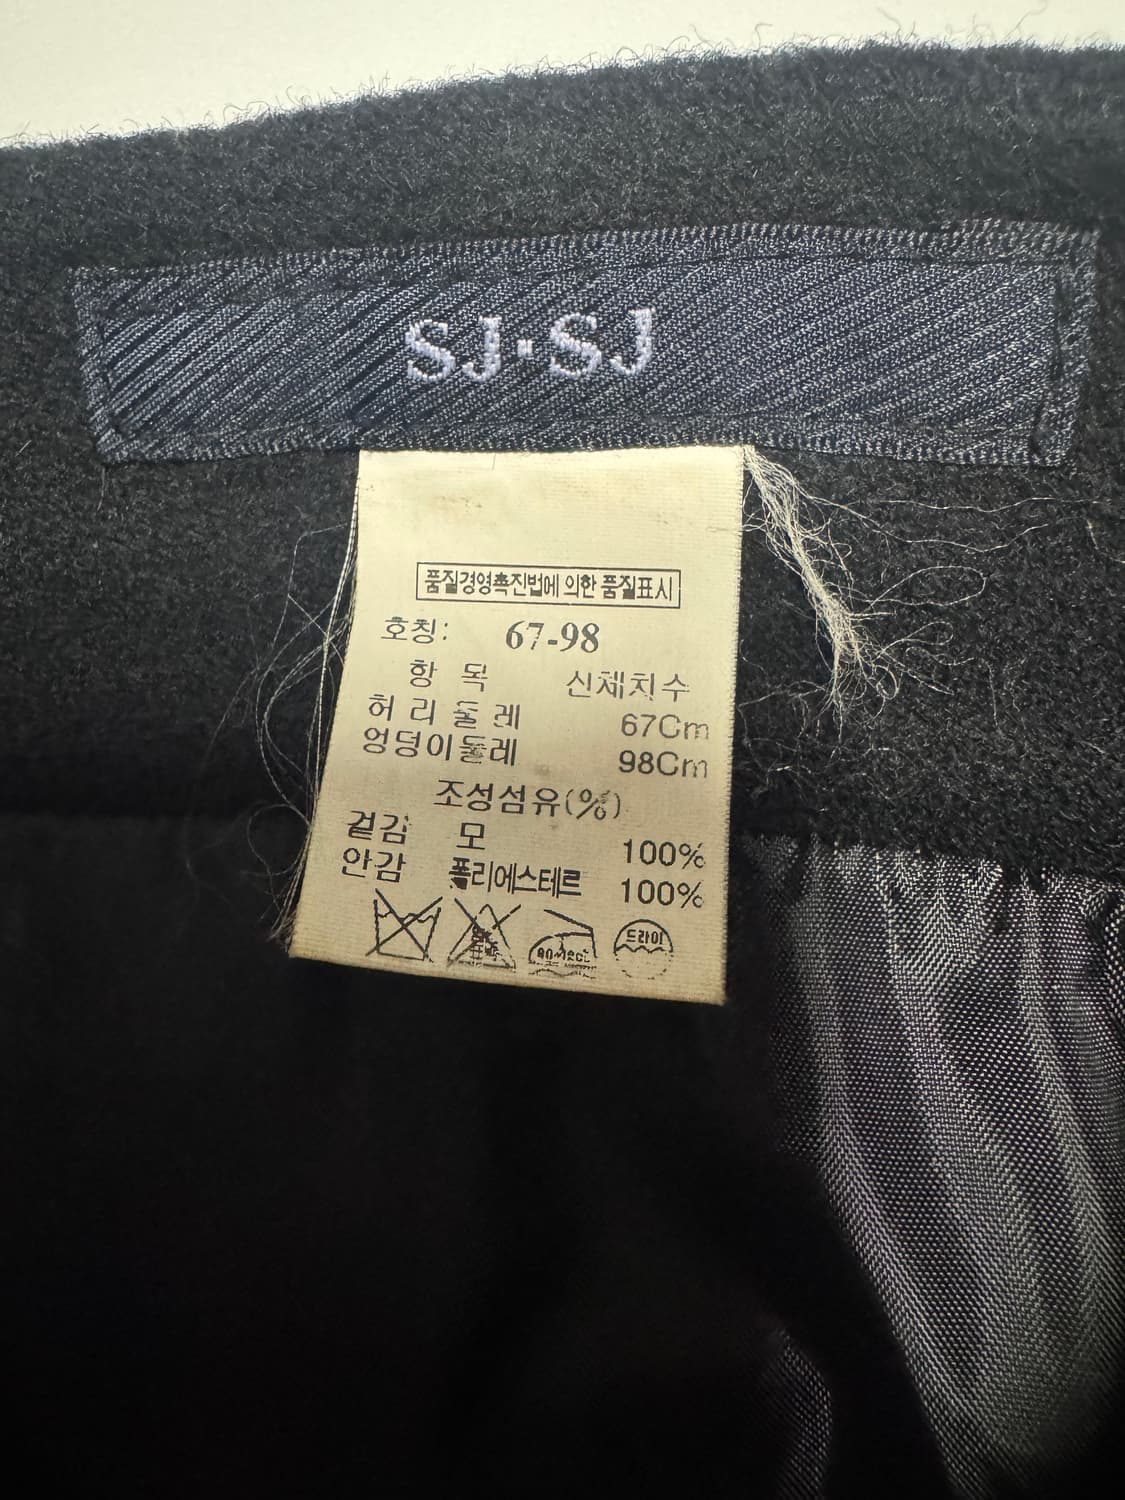 SJ·SJ
품질경영촉진법에 의한 품질표시
호칭: 67-98
항 목 신체치수
허리둘레 67Cm
엉덩이둘레 98Cm
조성섬유(%)
겉감 모 100%
안감 폴리에스테르 100%
드라이